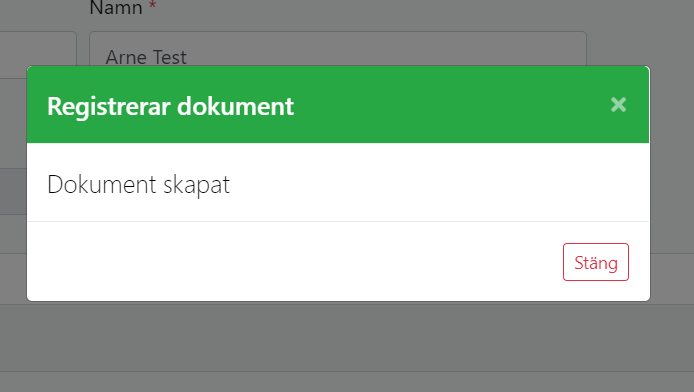 Namn *
Arne Test
Registrerar dokument ×
Dokument skapat
Stäng